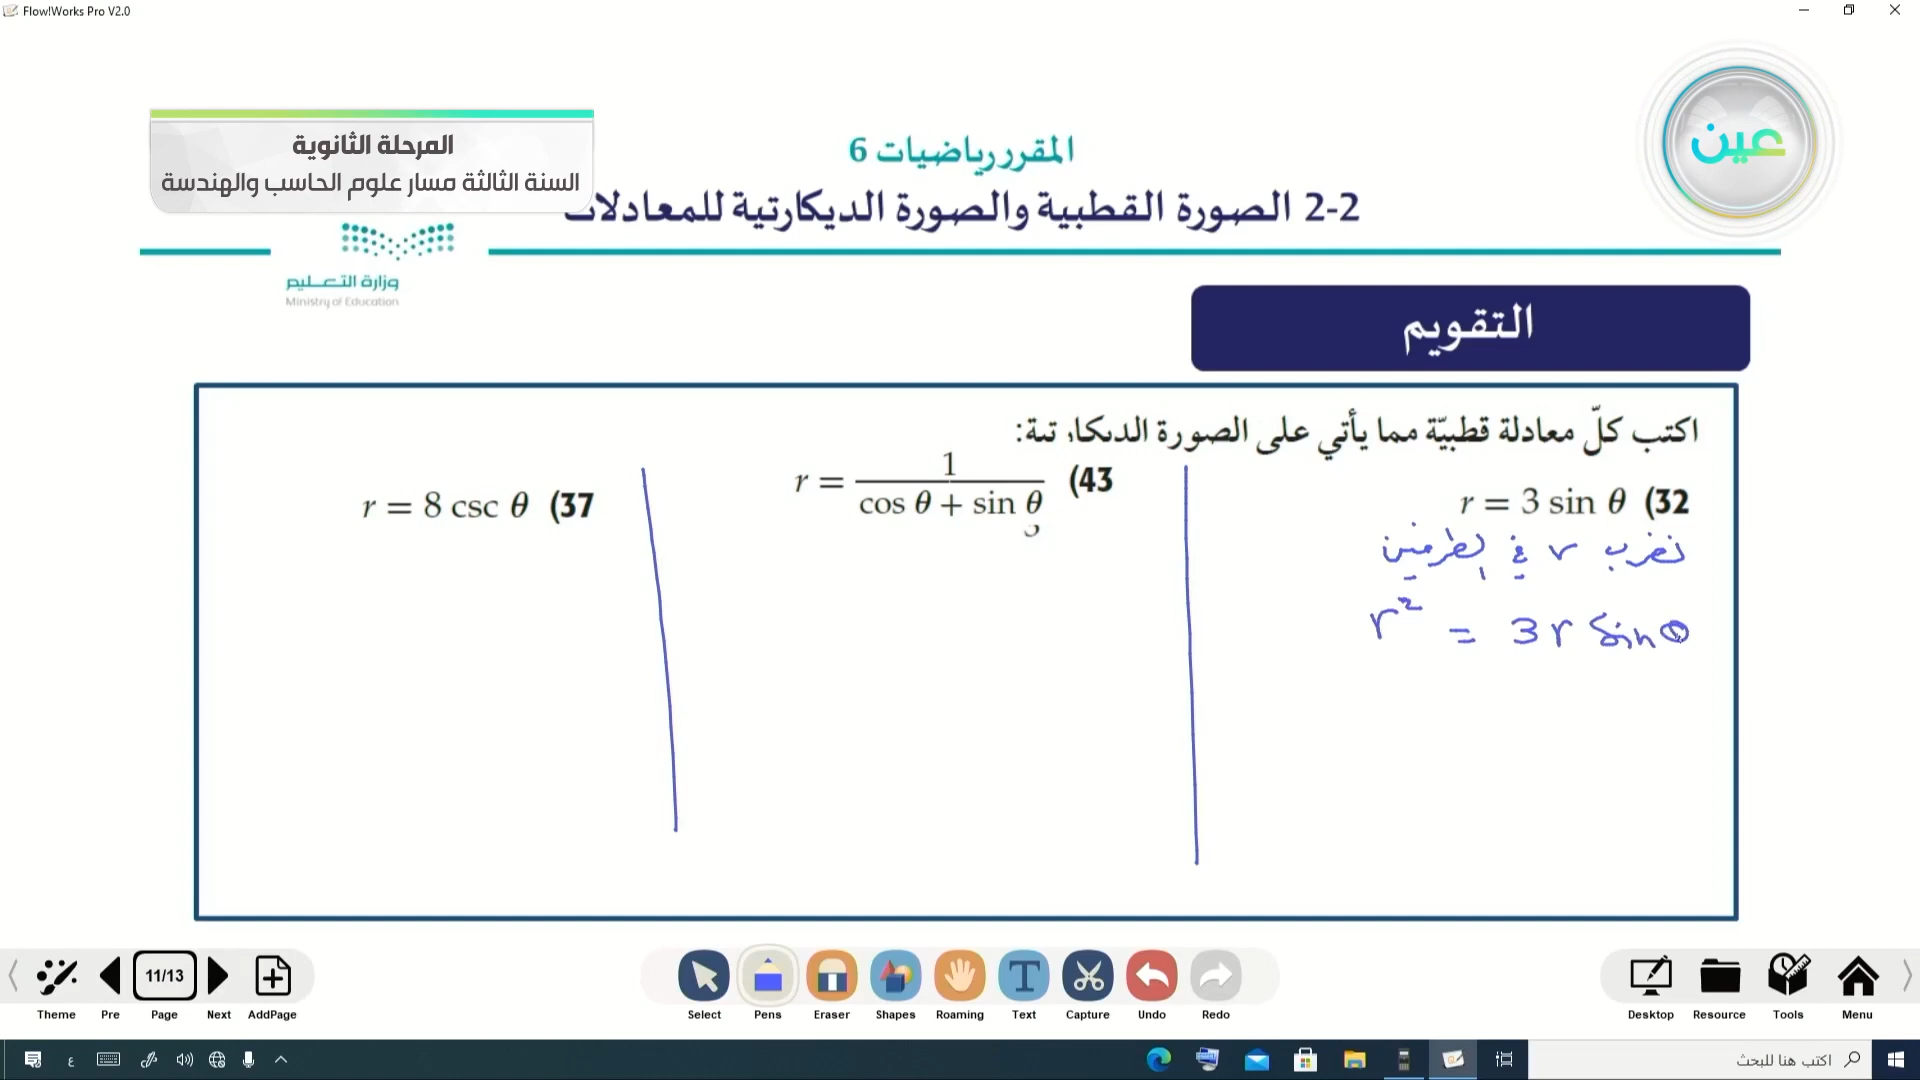 Flow!Works Pro V2.0
عين
المرحلة الثانوية
السنة الثالثة مسار علوم الحاسب والهندسة
المقرر رياضيات 6
2-2 الصورة القطبية والصورة الديكارتية للمعادلات
وزارة التعليم
Ministry of Education
التقويم
اكتب كلّ معادلة قطبيّة مما يأتي على الصورة الديكارتية:
r = 3 sin θ (32
نضرب r في الطرفين
r² = 3 r Sin θ
r = 1 / (cos θ + sin θ) (43
r = 8 csc θ (37
11/13
Theme Pre Page Next AddPage
Select Pens Eraser Shapes Roaming Text Capture Undo Redo
Desktop Resource Tools Menu
ع
اكتب هنا للبحث